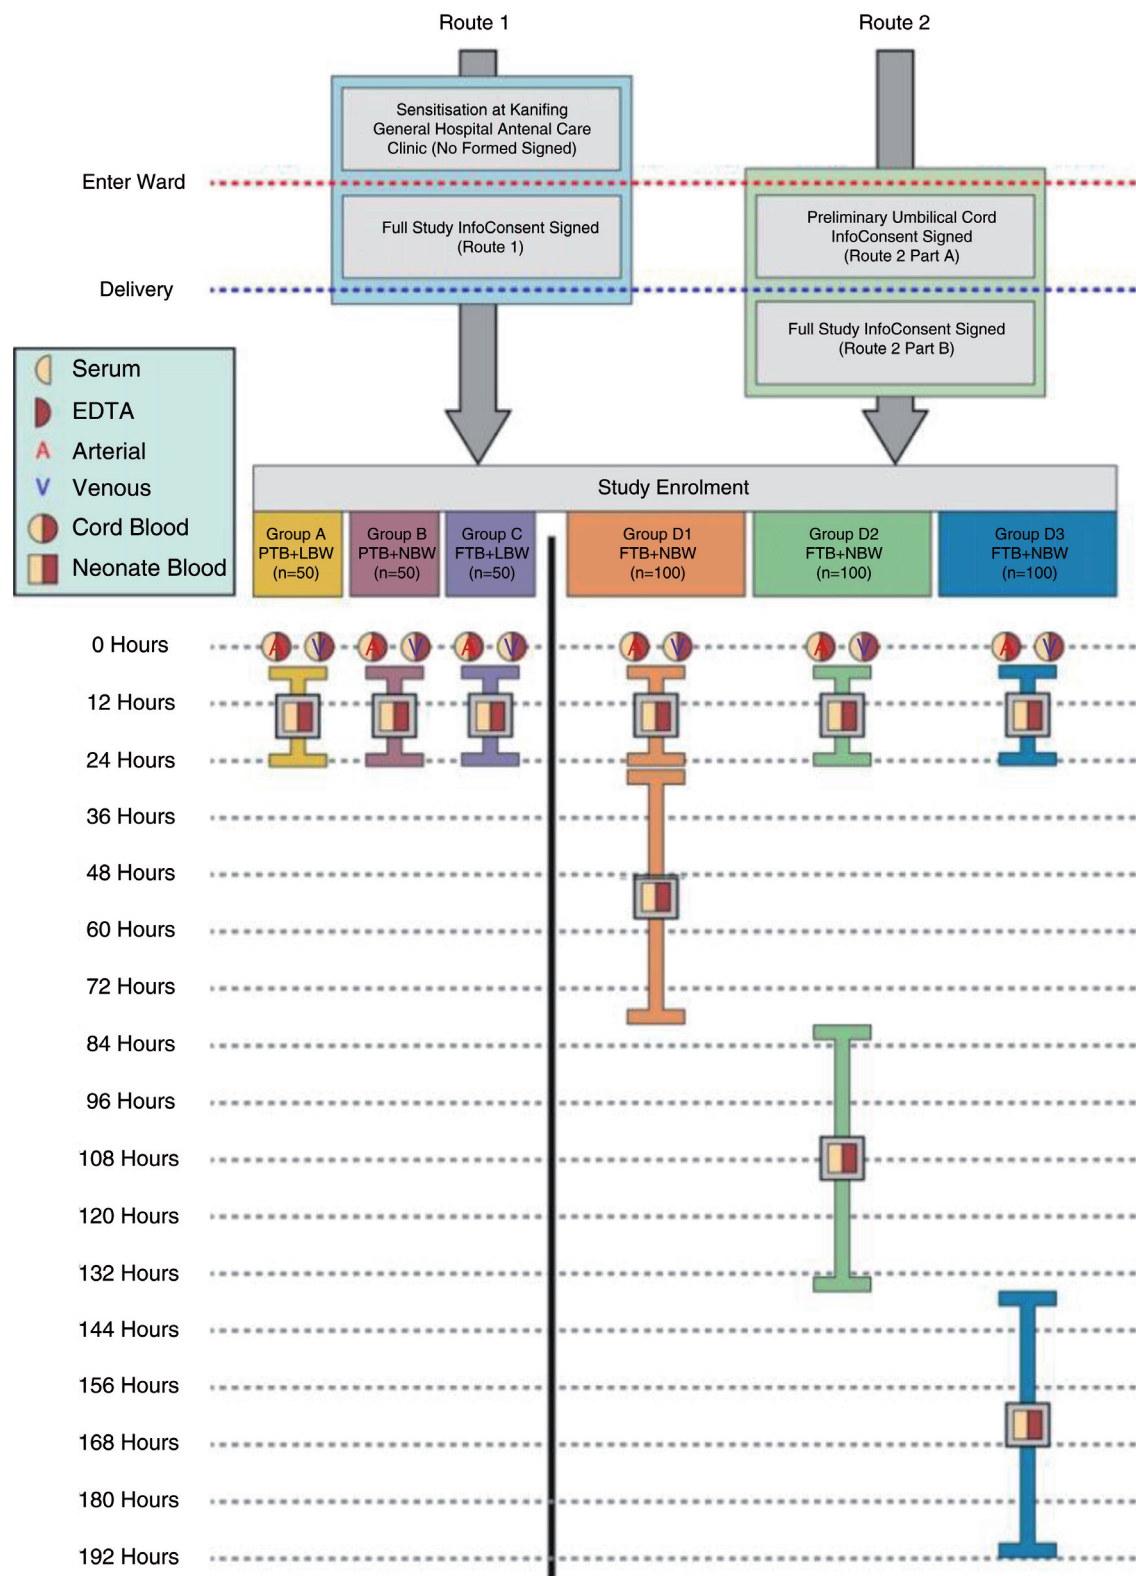 Route 1
Route 2
Sensitisation at Kanifing
General Hospital Antenal Care
Clinic (No Formed Signed)
Enter Ward
Full Study InfoConsent Signed
(Route 1)
Preliminary Umbilical Cord
InfoConsent Signed
(Route 2 Part A)
Delivery
Full Study InfoConsent Signed
(Route 2 Part B)
Serum
EDTA
A Arterial
V Venous
Cord Blood
Neonate Blood
Study Enrolment
Group A
PTB+LBW
(n=50)
Group B
PTB+NBW
(n=50)
Group C
FTB+LBW
(n=50)
Group D1
FTB+NBW
(n=100)
Group D2
FTB+NBW
(n=100)
Group D3
FTB+NBW
(n=100)
0 Hours
A V A V A V A V A V A V
12 Hours
24 Hours
36 Hours
48 Hours
60 Hours
72 Hours
84 Hours
96 Hours
108 Hours
120 Hours
132 Hours
144 Hours
156 Hours
168 Hours
180 Hours
192 Hours